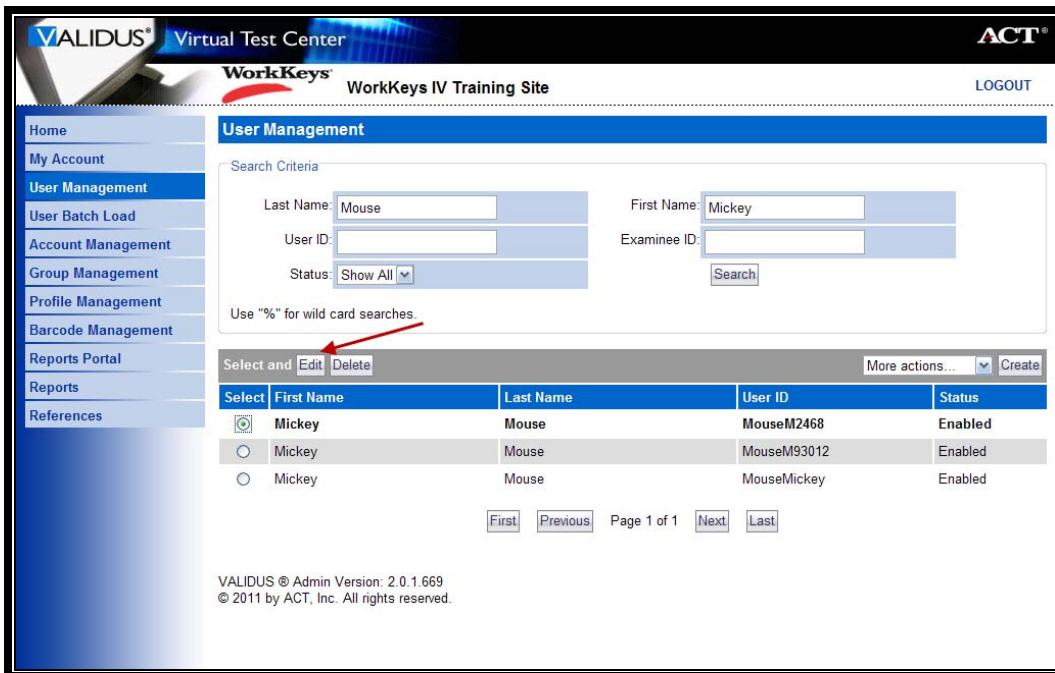 VALIDUS® Virtual Test Center ACT®
WorkKeys® WorkKeys IV Training Site LOGOUT
Home
My Account
User Management
User Batch Load
Account Management
Group Management
Profile Management
Barcode Management
Reports Portal
Reports
References
User Management
Search Criteria
Last Name: Mouse First Name: Mickey
User ID: Examinee ID:
Status: Show All Search
Use "%" for wild card searches.
Select and Edit Delete More actions... Create
Select First Name Last Name User ID Status
Mickey Mouse MouseM2468 Enabled
Mickey Mouse MouseM93012 Enabled
Mickey Mouse MouseMickey Enabled
First Previous Page 1 of 1 Next Last
VALIDUS ® Admin Version: 2.0.1.669
© 2011 by ACT, Inc. All rights reserved.